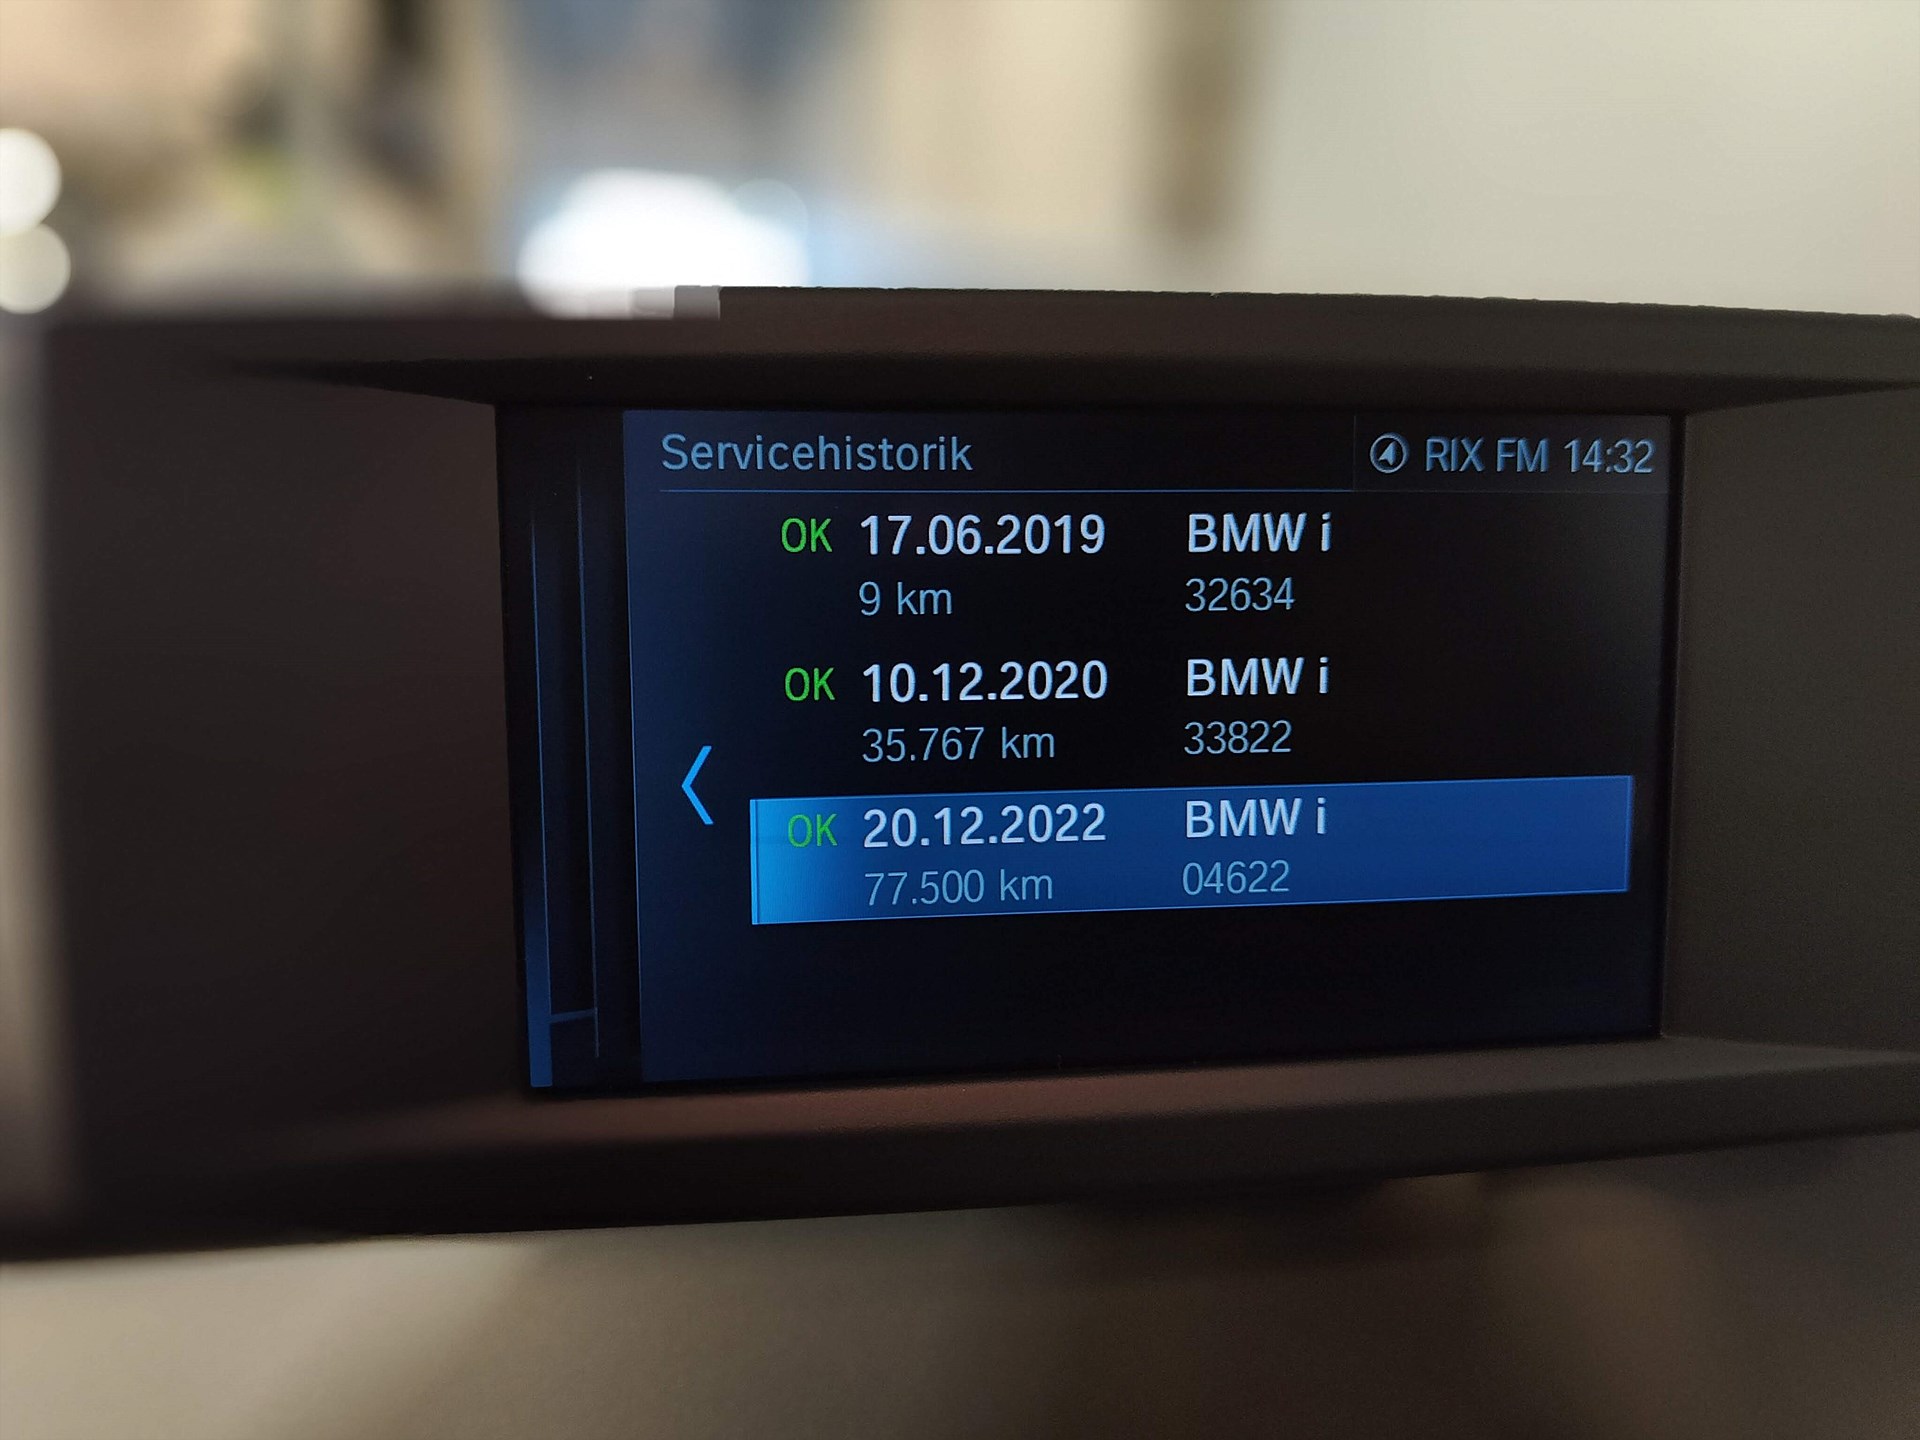 Servicehistorik
RIX FM 14:32
OK 17.06.2019 BMW i
9 km 32634
OK 10.12.2020 BMW i
35.767 km 33822
OK 20.12.2022 BMW i
77.500 km 04622